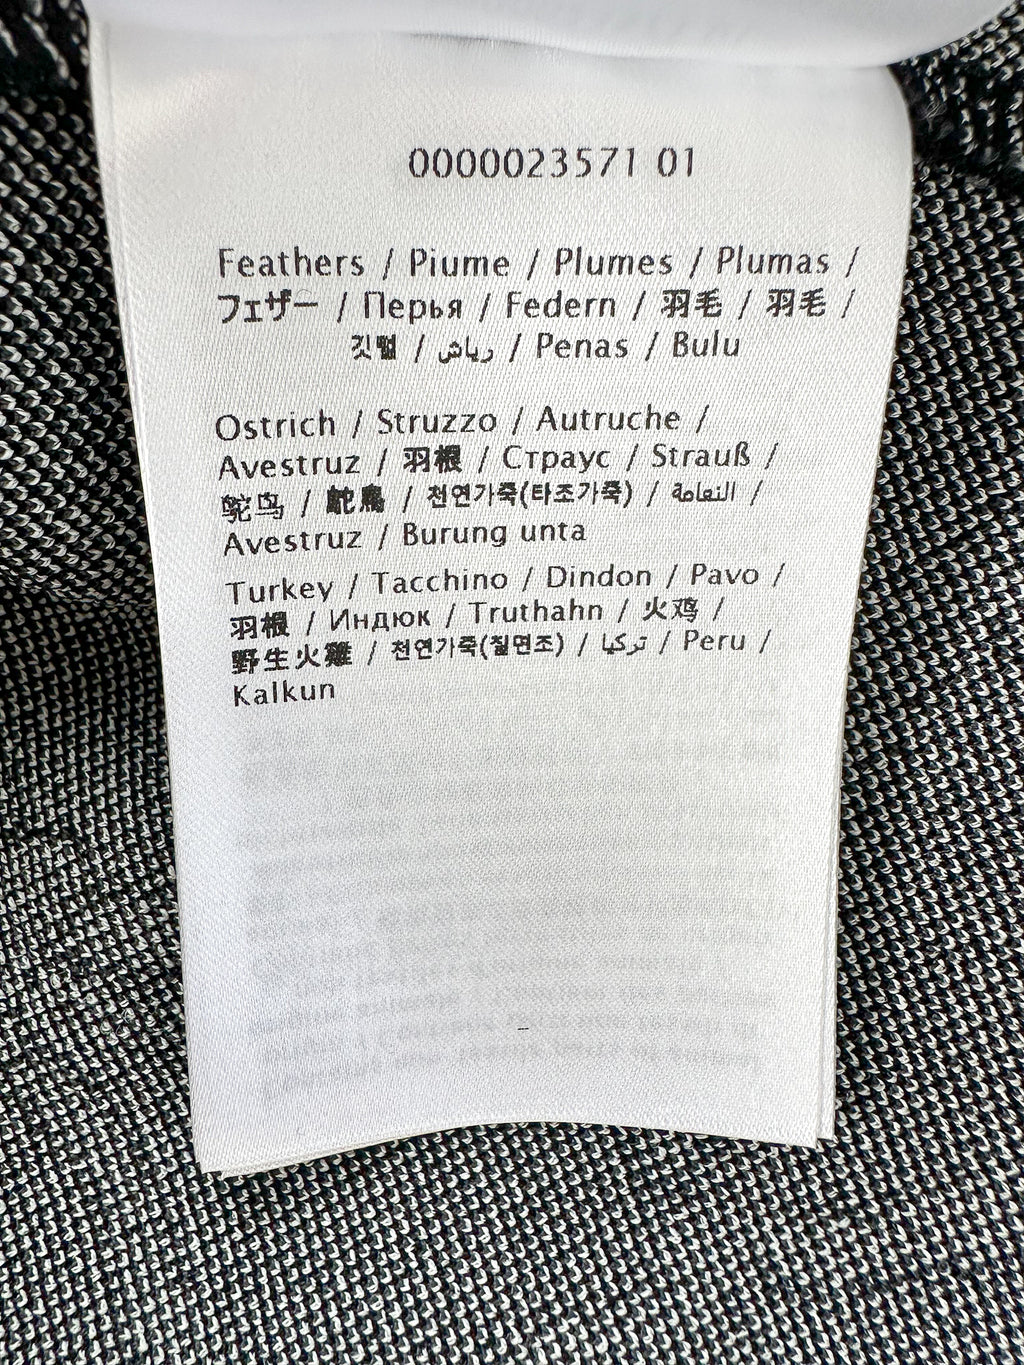 0000023571 01
Feathers / Piume / Plumes / Plumas /
フェザー / Перья / Federn / 羽毛 / 羽毛 /
깃털 / رياش / Penas / Bulu
Ostrich / Struzzo / Autruche /
Avestruz / 羽根 / Страус / Strauß /
鸵鸟 / 鴕鳥 / 천연가죽(타조가죽) / النعامة /
Avestruz / Burung unta
Turkey / Tacchino / Dindon / Pavo /
羽根 / Индюк / Truthahn / 火鸡 /
野生火雞 / 천연가죽(칠면조) / تركيا / Peru /
Kalkun